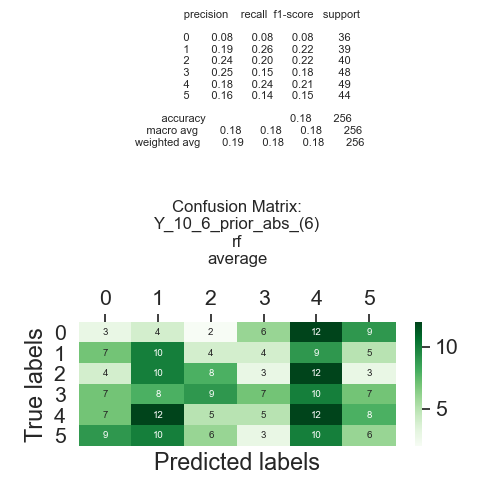 precision recall f1-score support
0 0.08 0.08 0.08 36
1 0.19 0.26 0.22 39
2 0.24 0.20 0.22 40
3 0.25 0.15 0.18 48
4 0.18 0.24 0.21 49
5 0.16 0.14 0.15 44
accuracy 0.18 256
macro avg 0.18 0.18 0.18 256
weighted avg 0.19 0.18 0.18 256
Confusion Matrix:
Y_10_6_prior_abs_(6)
rf
average
0 1 2 3 4 5
0 3 4 2 6 12 9
1 7 10 4 4 9 5
2 4 10 8 3 12 3
3 7 8 9 7 10 7
4 7 12 5 5 12 8
5 9 10 6 3 10 6
True labels
Predicted labels
10
5